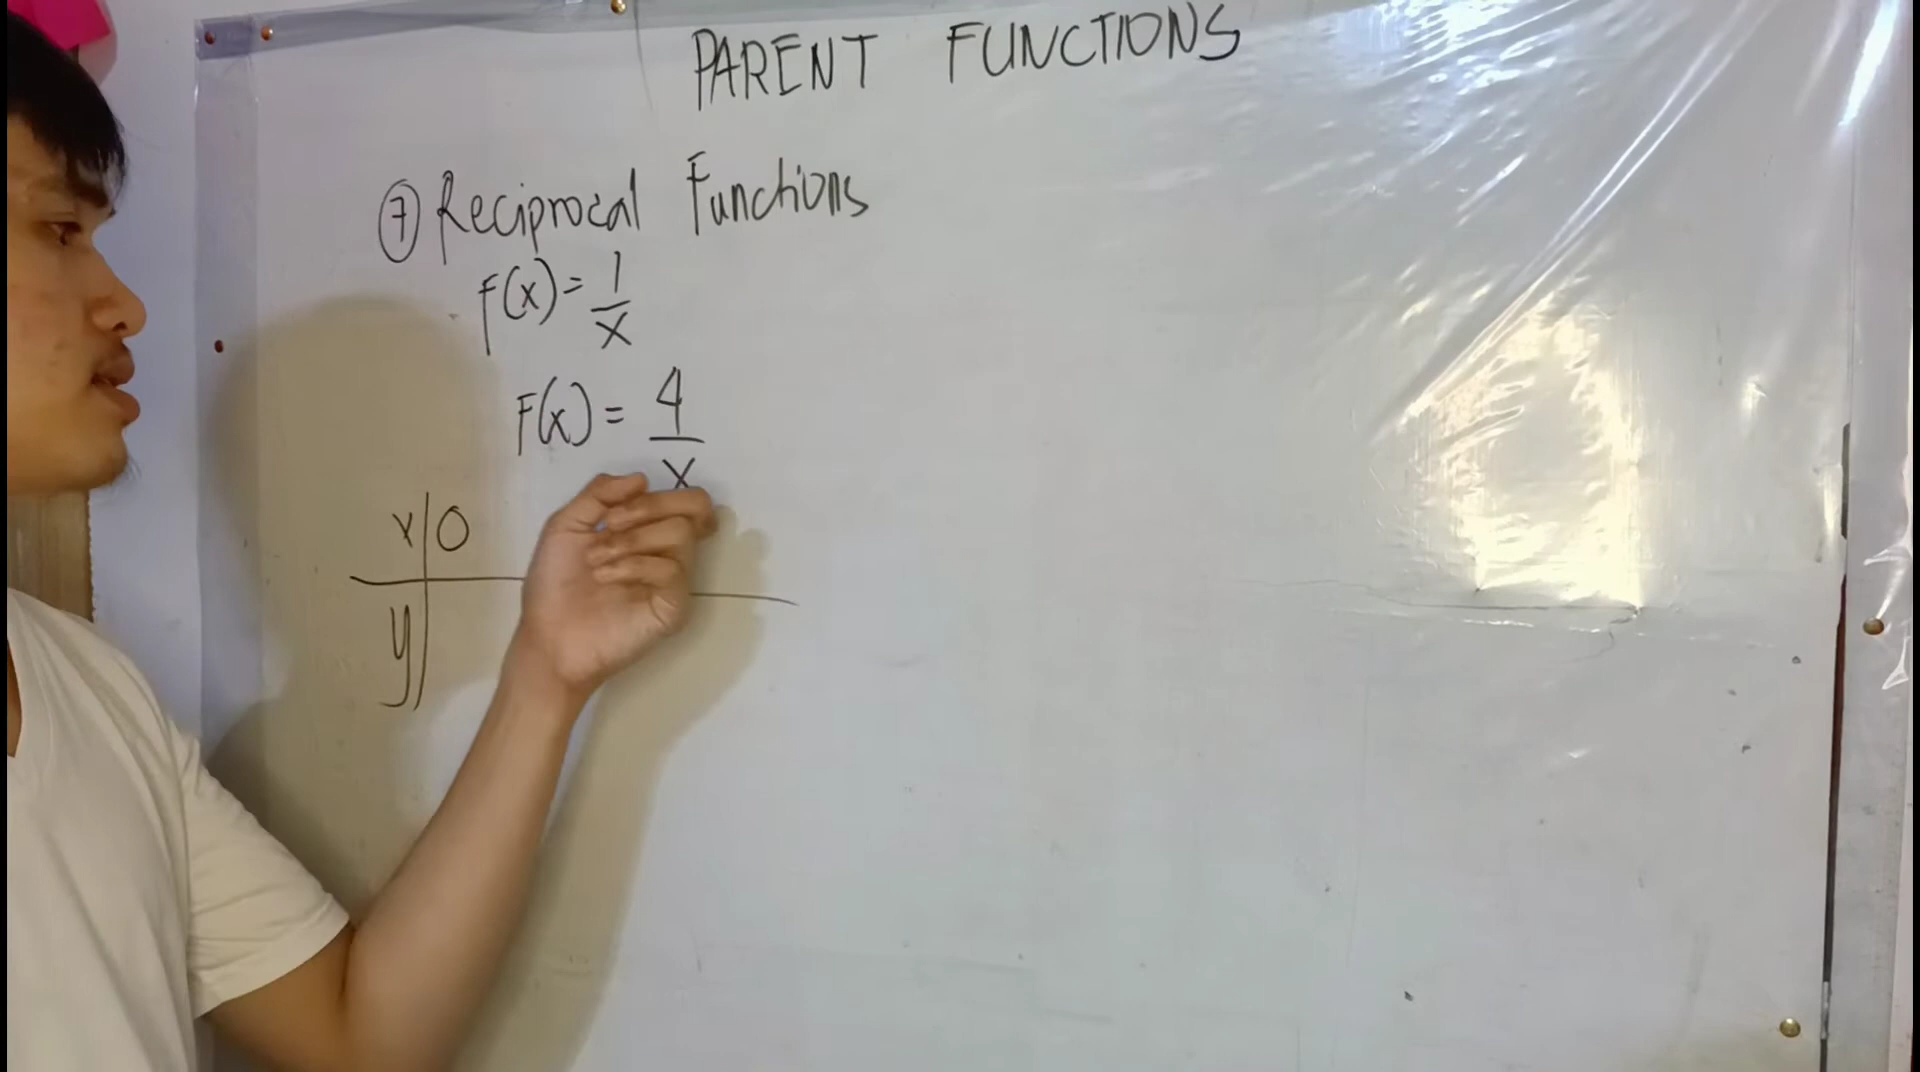 PARENT FUNCTIONS
⑦ Reciprocal Functions
f(x) = 1/x
F(x) = 4/x
x | 0
y |